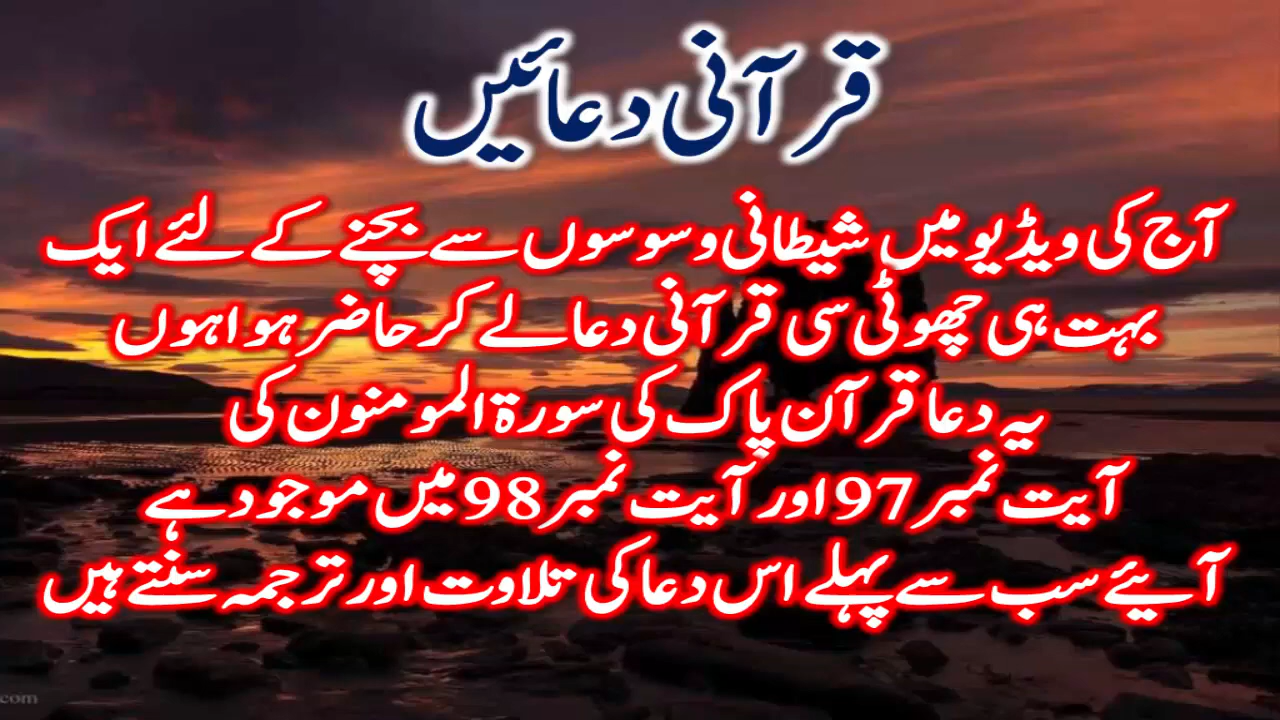 قرآنی دعائیں
آج کی ویڈیو میں شیطانی وسوسوں سے بچنے کے لئے ایک
بہت ہی چھوٹی سی قرآنی دعا لے کر حاضر ہوا ہوں
یہ دعا قرآن پاک کی سورۃ المومنون کی
آیت نمبر 97 اور آیت نمبر 98 میں موجود ہے
آیئے سب سے پہلے اس دعا کی تلاوت اور ترجمہ سنتے ہیں
.com